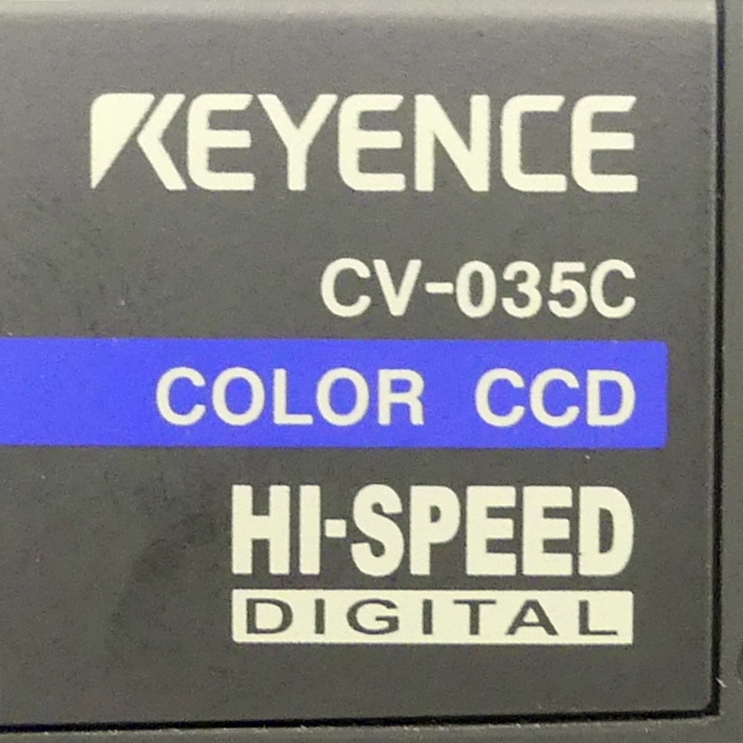 KEYENCE
CV-035C
COLOR CCD
HI-SPEED
DIGITAL